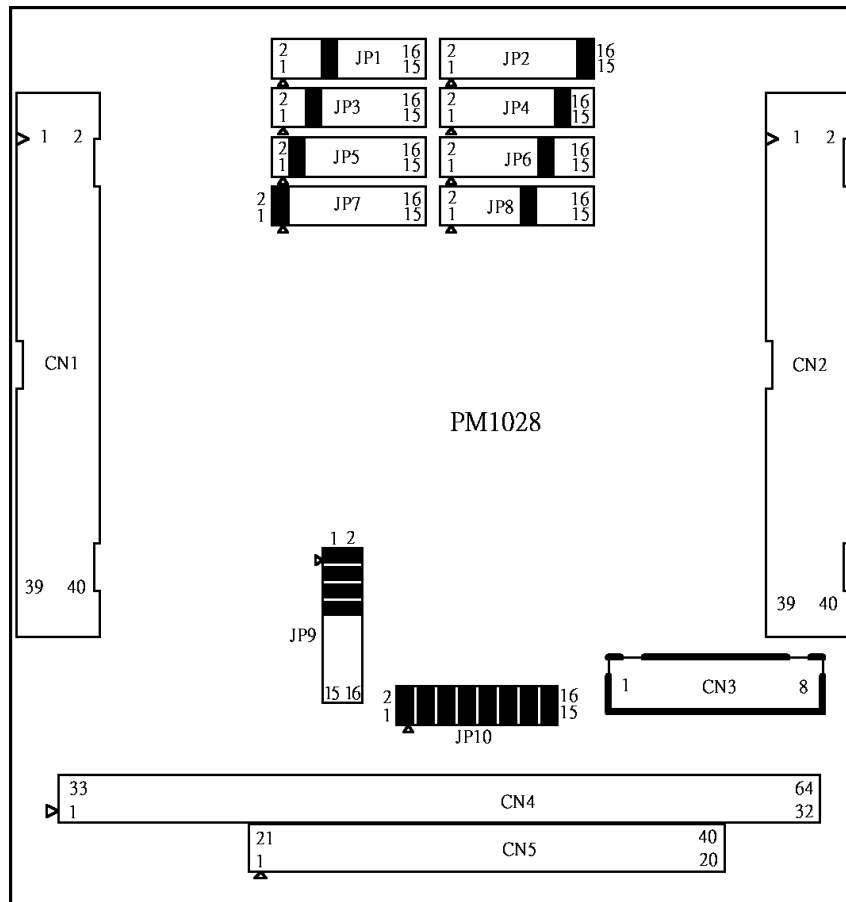 2 JP1 16 2 JP2 16
1 15 1 15
2 JP3 16 2 JP4 16
1 15 1 15
2 JP5 16 2 JP6 16
1 15 1 15
2 JP7 16 2 JP8 16
1 15 1 15
1 2
1 2
CN1
CN2
PM1028
1 2
39 40
39 40
JP9
15 16
2 16
1 15
JP10
1 CN3 8
33 64
CN4
1 32
21 40
CN5
1 20